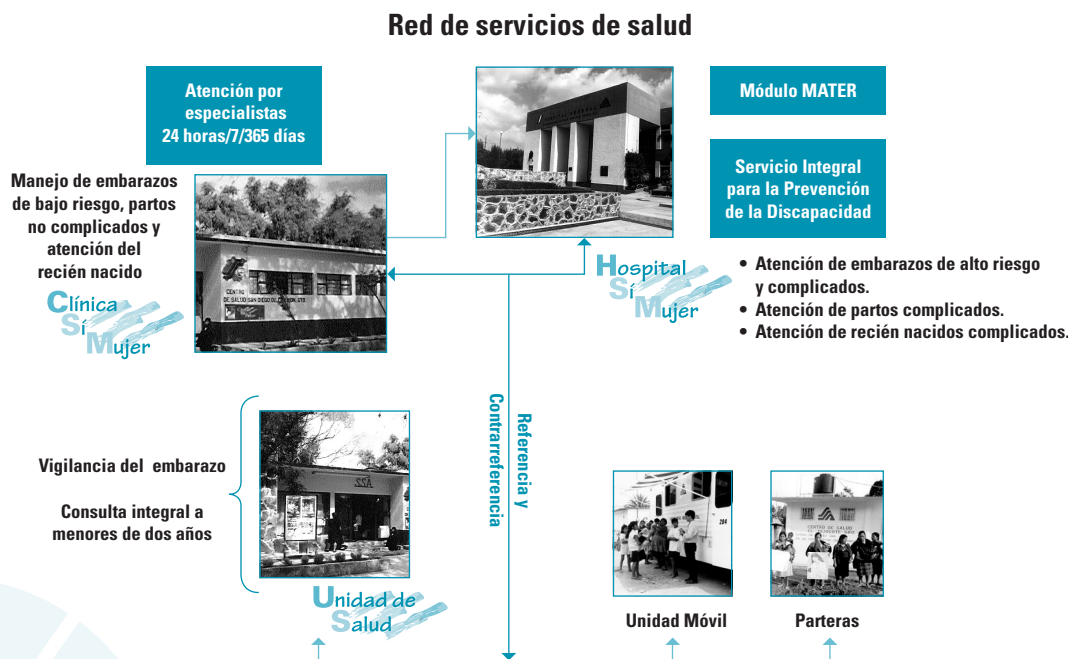 Red de servicios de salud
Atención por
especialistas
24 horas/7/365 días
Módulo MATER
Servicio Integral
para la Prevención
de la Discapacidad
Manejo de embarazos
de bajo riesgo, partos
no complicados y
atención del
recién nacido
Clínica
Sí
Mujer
CENTRO
DE SALUD SAN DIEGO
Hospital
Sí
Mujer
• Atención de embarazos de alto riesgo
y complicados.
• Atención de partos complicados.
• Atención de recién nacidos complicados.
Referencia y
Contrarreferencia
Vigilancia del embarazo
Consulta integral a
menores de dos años
Unidad de
Salud
284
CENTRO DE SALUD
Unidad Móvil
Parteras